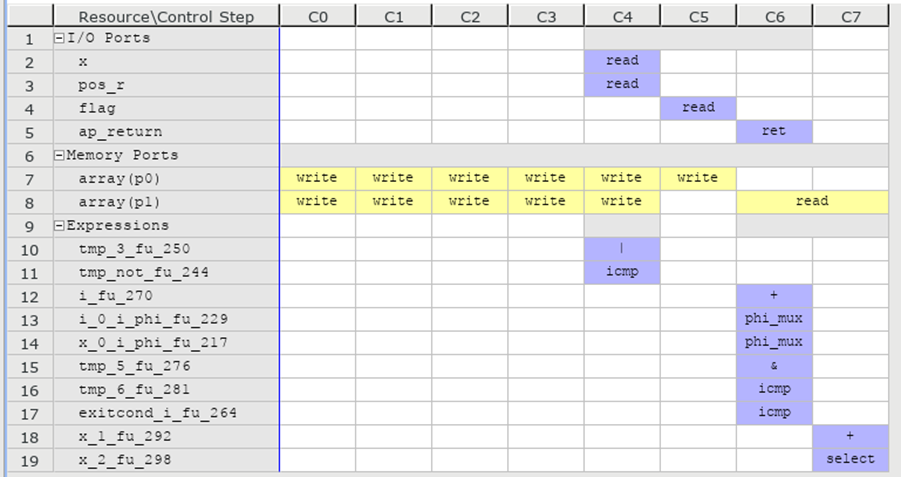 Resource\Control Step C0 C1 C2 C3 C4 C5 C6 C7
1 I/O Ports
2 x read
3 pos_r read
4 flag read
5 ap_return ret
6 Memory Ports
7 array(p0) write write write write write write
8 array(p1) write write write write write read
9 Expressions
10 tmp_3_fu_250 |
11 tmp_not_fu_244 icmp
12 i_fu_270 +
13 i_0_i_phi_fu_229 phi_mux
14 x_0_i_phi_fu_217 phi_mux
15 tmp_5_fu_276 &
16 tmp_6_fu_281 icmp
17 exitcond_i_fu_264 icmp
18 x_1_fu_292 +
19 x_2_fu_298 select